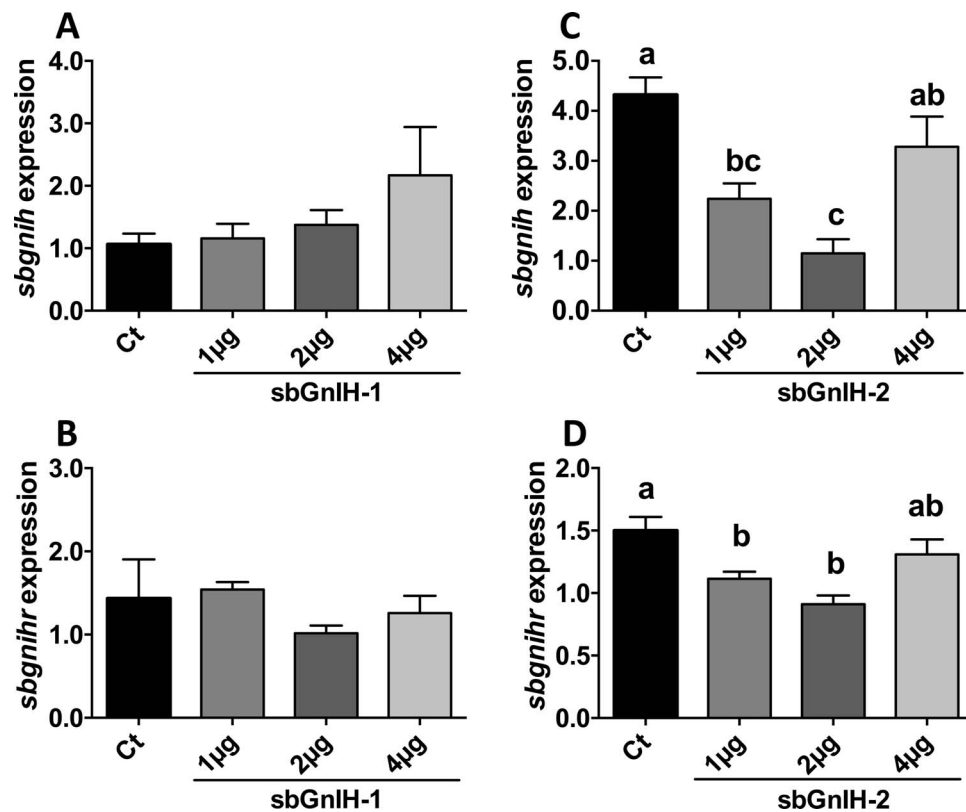 A
sbgnih expression
4.0
3.0
2.0
1.0
0.0
Ct
1µg
2µg
4µg
sbGnIH-1
C
sbgnih expression
5.0
4.0
3.0
2.0
1.0
0.0
a
bc
c
ab
Ct
1µg
2µg
4µg
sbGnIH-2
B
sbgnihr expression
3.0
2.0
1.0
0.0
Ct
1µg
2µg
4µg
sbGnIH-1
D
sbgnihr expression
2.0
1.5
1.0
0.5
0.0
a
b
b
ab
Ct
1µg
2µg
4µg
sbGnIH-2